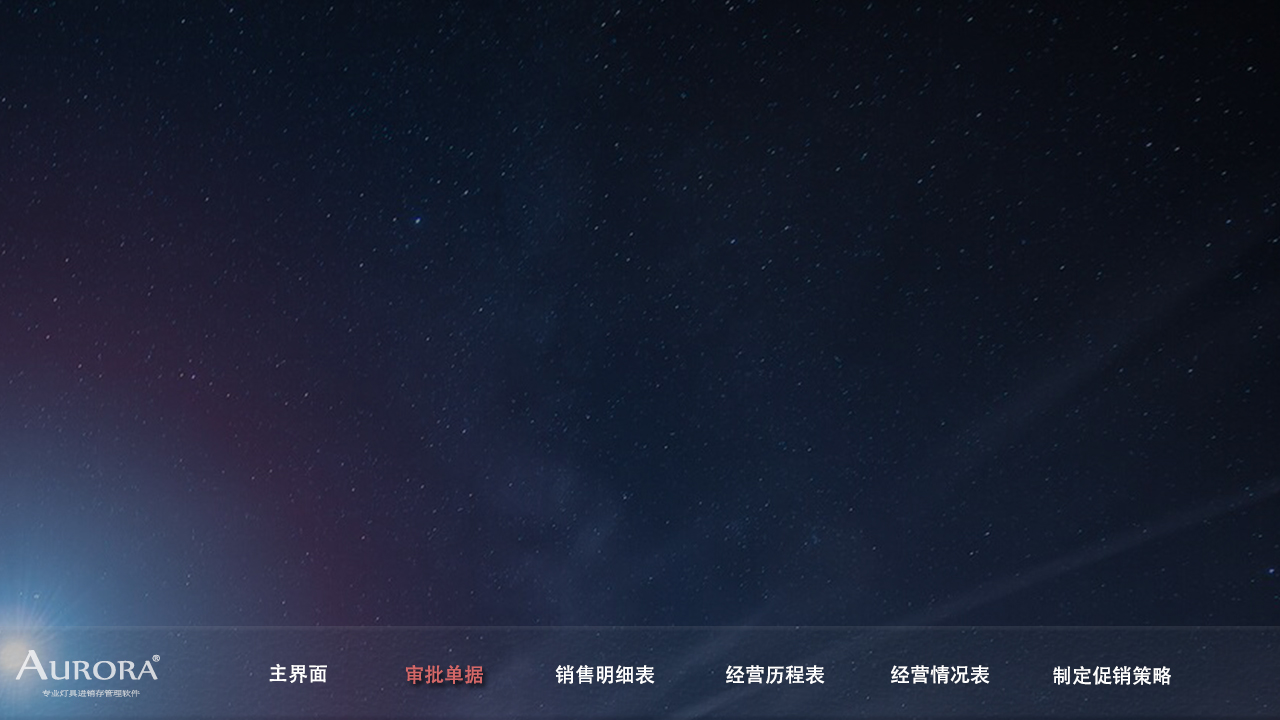 AURORA®
专业灯具进销存管理软件
主界面
审批单据
销售明细表
经营历程表
经营情况表
制定促销策略